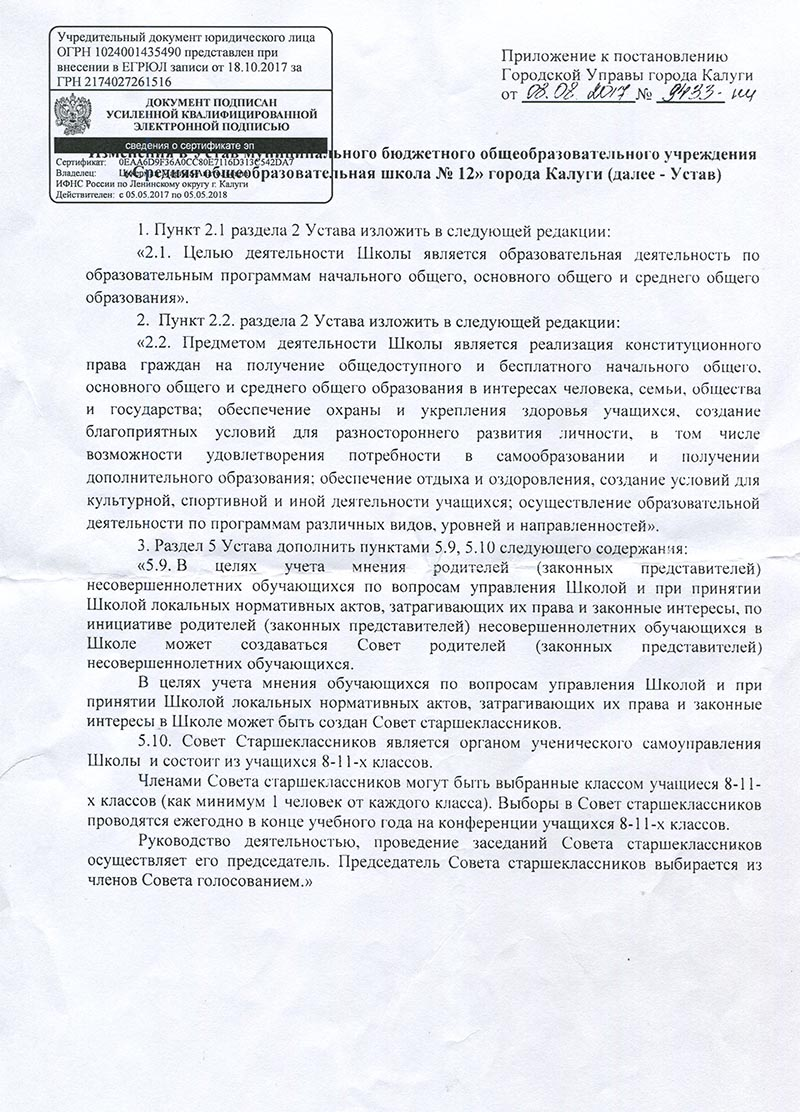 Учредительный документ юридического лица
ОГРН 1024001435490 представлен при
внесении в ЕГРЮЛ записи от 18.10.2017 за
ГРН 2174027261516
ДОКУМЕНТ ПОДПИСАН
УСИЛЕННОЙ КВАЛИФИЦИРОВАННОЙ
ЭЛЕКТРОННОЙ ПОДПИСЬЮ
сведения о сертификате эп
Сертификат: 0EAA6D9F36A0CC80E7116D313C542DA7
Владелец:
ИФНС России по Ленинскому округу г. Калуги
Действителен: с 05.05.2017 по 05.05.2018
Приложение к постановлению
Городской Управы города Калуги
от 08.08.2017 №
Изменения в Устав муниципального бюджетного общеобразовательного учреждения
«Средняя общеобразовательная школа № 12» города Калуги (далее - Устав)
1. Пункт 2.1 раздела 2 Устава изложить в следующей редакции:
«2.1. Целью деятельности Школы является образовательная деятельность по
образовательным программам начального общего, основного общего и среднего общего
образования».
2. Пункт 2.2. раздела 2 Устава изложить в следующей редакции:
«2.2. Предметом деятельности Школы является реализация конституционного
права граждан на получение общедоступного и бесплатного начального общего,
основного общего и среднего общего образования в интересах человека, семьи, общества
и государства; обеспечение охраны и укрепления здоровья учащихся, создание
благоприятных условий для разностороннего развития личности, в том числе
возможности удовлетворения потребности в самообразовании и получении
дополнительного образования; обеспечение отдыха и оздоровления, создание условий для
культурной, спортивной и иной деятельности учащихся; осуществление образовательной
деятельности по программам различных видов, уровней и направленностей».
3. Раздел 5 Устава дополнить пунктами 5.9, 5.10 следующего содержания:
«5.9. В целях учета мнения родителей (законных представителей)
несовершеннолетних обучающихся по вопросам управления Школой и при принятии
Школой локальных нормативных актов, затрагивающих их права и законные интересы, по
инициативе родителей (законных представителей) несовершеннолетних обучающихся в
Школе может создаваться Совет родителей (законных представителей)
несовершеннолетних обучающихся.
В целях учета мнения обучающихся по вопросам управления Школой и при
принятии Школой локальных нормативных актов, затрагивающих их права и законные
интересы в Школе может быть создан Совет старшеклассников.
5.10. Совет Старшеклассников является органом ученического самоуправления
Школы и состоит из учащихся 8-11-х классов.
Членами Совета старшеклассников могут быть выбранные классом учащиеся 8-11-
х классов (как минимум 1 человек от каждого класса). Выборы в Совет старшеклассников
проводятся ежегодно в конце учебного года на конференции учащихся 8-11-х классов.
Руководство деятельностью, проведение заседаний Совета старшеклассников
осуществляет его председатель. Председатель Совета старшеклассников выбирается из
членов Совета голосованием.»